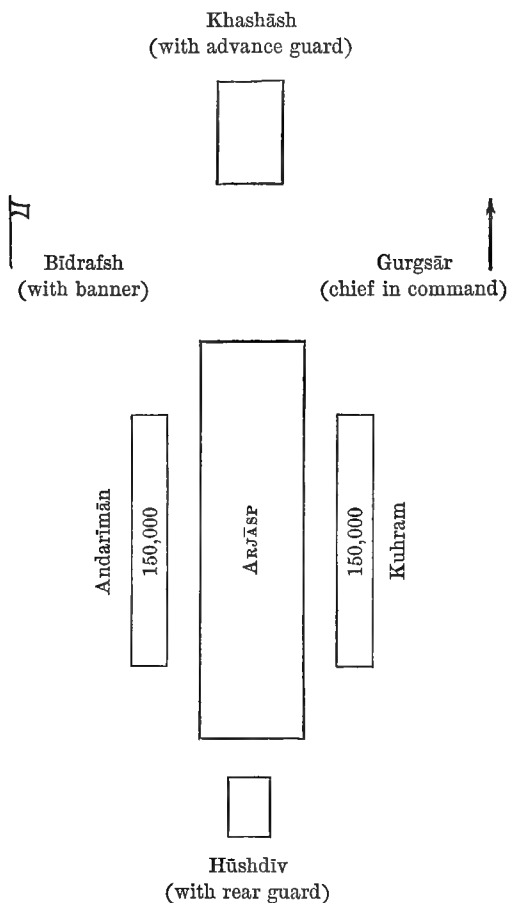 Khashāsh
(with advance guard)
Bīdrafsh
(with banner)
Gurgsār
(chief in command)
Andarīmān
150,000
Arjāsp
150,000
Kuhram
Hūshdīv
(with rear guard)